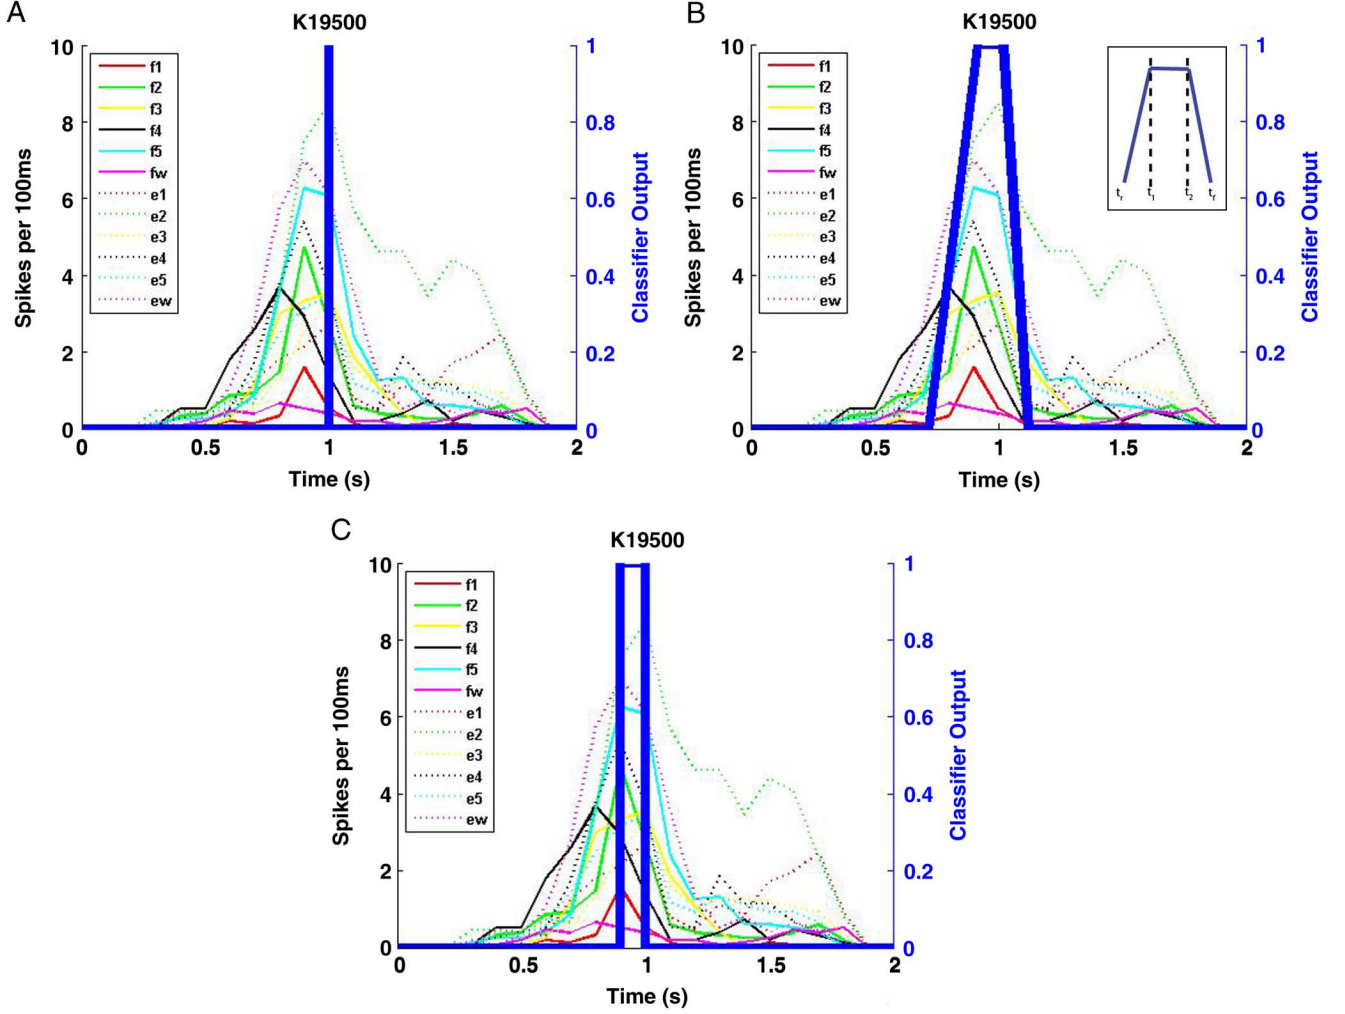 A
K19500
10
8
6
4
2
0
Spikes per 100ms
f1
f2
f3
f4
f5
fw
e1
e2
e3
e4
e5
ew
1
0.8
0.6
0.4
0.2
0
Classifier Output
0 0.5 1 1.5 2
Time (s)
B
K19500
10
8
6
4
2
0
Spikes per 100ms
f1
f2
f3
f4
f5
fw
e1
e2
e3
e4
e5
ew
tr t1 t2 tf
1
0.8
0.6
0.4
0.2
0
Classifier Output
0 0.5 1 1.5 2
Time (s)
C
K19500
10
8
6
4
2
0
Spikes per 100ms
f1
f2
f3
f4
f5
fw
e1
e2
e3
e4
e5
ew
1
0.8
0.6
0.4
0.2
0
Classifier Output
0 0.5 1 1.5 2
Time (s)